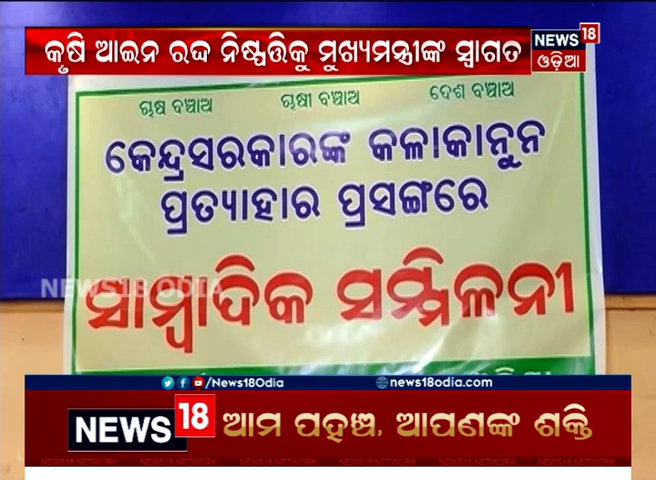 କୃଷି ଆଇନ ରଦ୍ଦ ନିଷ୍ପତ୍ତିକୁ ମୁଖ୍ୟମନ୍ତ୍ରୀଙ୍କ ସ୍ୱାଗତ
NEWS18
ଓଡ଼ିଆ
ଚାଷ ବଞ୍ଚାଅ ଚାଷୀ ବଞ୍ଚାଅ ଦେଶ ବଞ୍ଚାଅ
କେନ୍ଦ୍ରସରକାରଙ୍କ କଳାକାନୁନ
ପ୍ରତ୍ୟାହାର ପ୍ରସଙ୍ଗରେ
NEWS18 ODIA
ସାମ୍ବାଦିକ ସମ୍ମିଳନୀ
/News18Odia news18odia.com
NEWS18 ଆମ ପହଞ୍ଚ, ଆପଣଙ୍କ ଶକ୍ତି